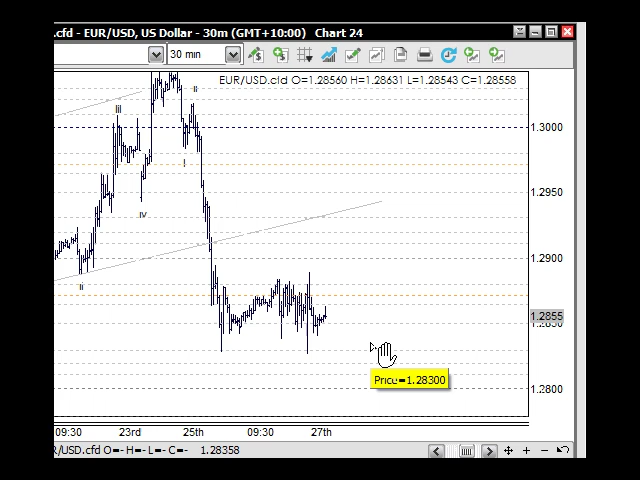 .cfd - EUR/USD, US Dollar - 30m (GMT+10:00) Chart 24
30 min
EUR/USD.cfd O=1.28560 H=1.28631 L=1.28543 C=1.28558
ii
iii
1.3000
i
1.2950
iv
1.2900
ii
1.2855
1.2850
Price=1.28300
1.2800
09:30 23rd 25th 09:30 27th
/USD.cfd O=- H=- L=- C=- 1.28358